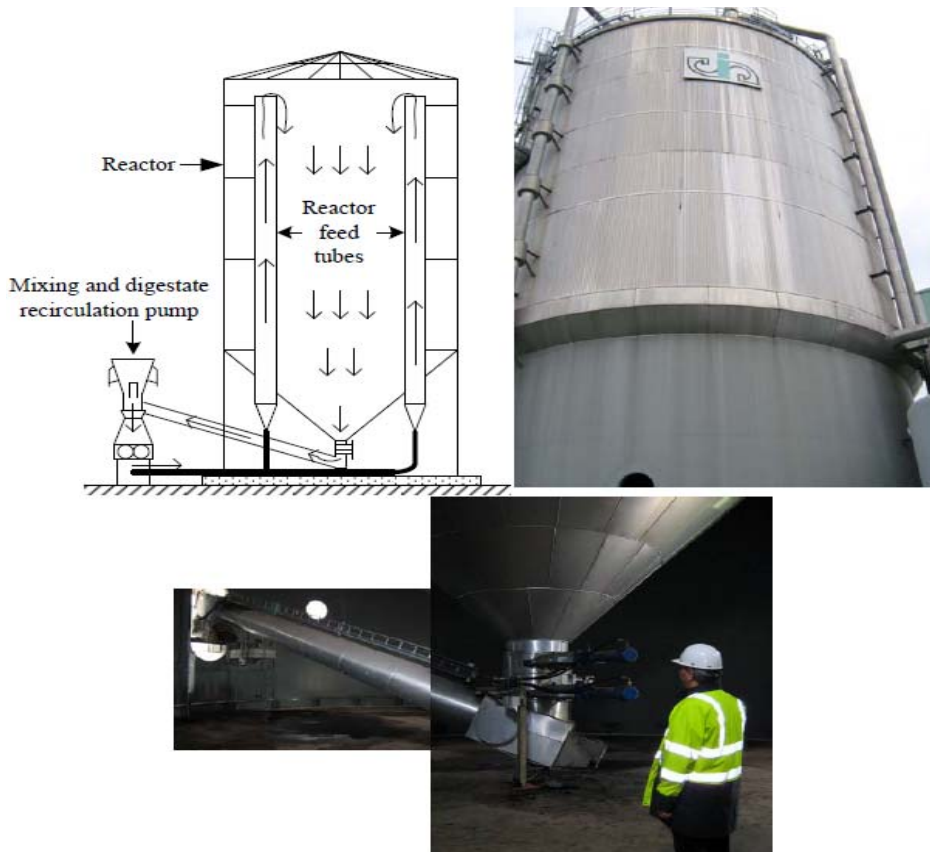 Reactor
Reactor
feed
tubes
Mixing and digestate
recirculation pump